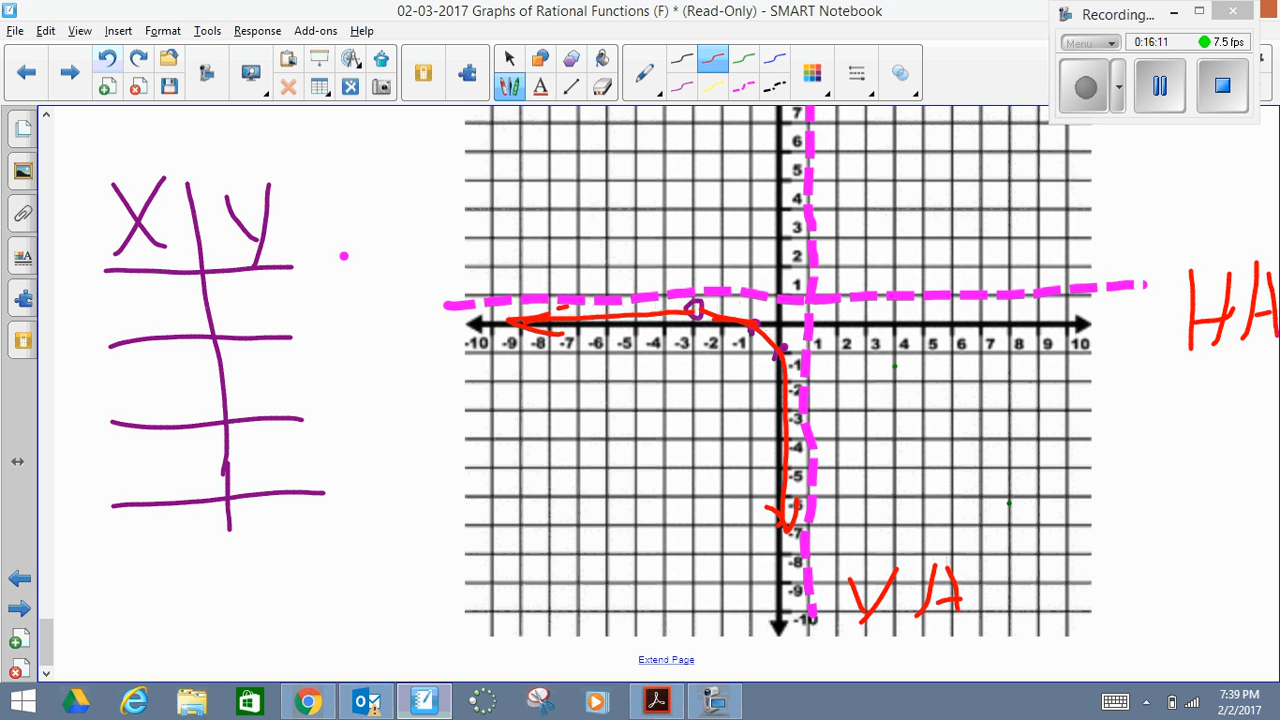 02-03-2017 Graphs of Rational Functions (F) * (Read-Only) - SMART Notebook
Recording...
File Edit View Insert Format Tools Response Add-ons Help
Menu 0:16:11 7.5 fps
A
X Y
7
6
5
4
3
2
1
HA
-10 -9 -8 -7 -6 -5 -4 -3 -2 -1 1 2 3 4 5 6 7 8 9 10
-1
-2
-3
-4
-5
-6
-7
-8
-9
-10
VA
Extend Page
7:39 PM
2/2/2017